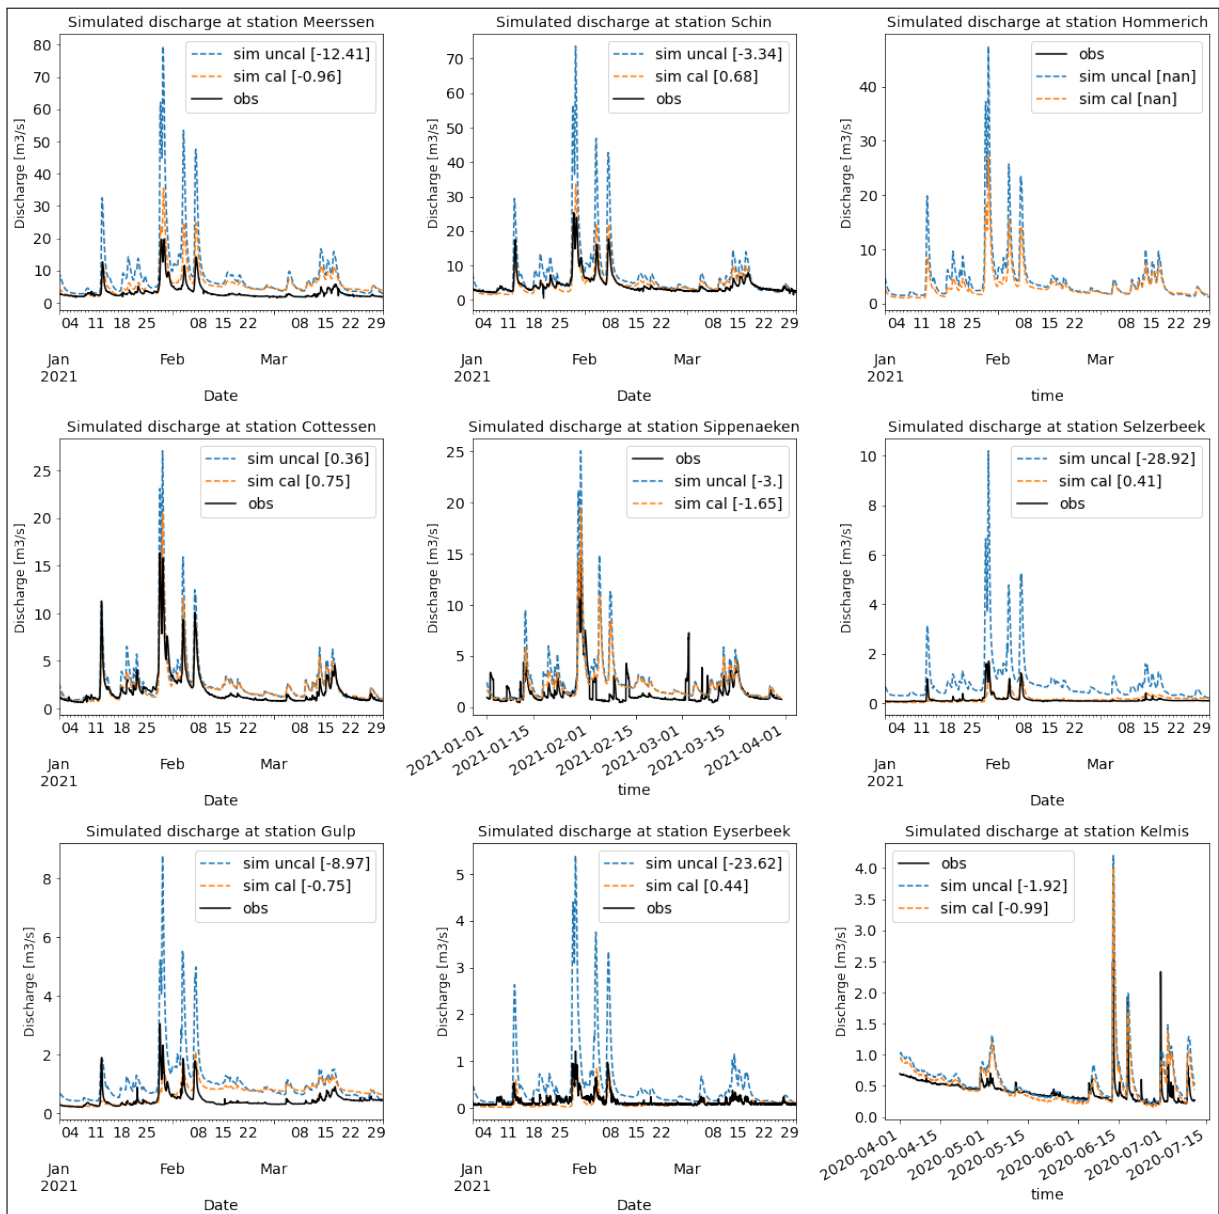 Simulated discharge at station Meerssen
Discharge [m3/s]
80
70
60
50
40
30
20
10
0
sim uncal [-12.41]
sim cal [-0.96]
obs
04 11 18 25 08 15 22 08 15 22 29
Jan Feb Mar
2021
Date
Simulated discharge at station Schin
Discharge [m3/s]
70
60
50
40
30
20
10
0
sim uncal [-3.34]
sim cal [0.68]
obs
04 11 18 25 08 15 22 08 15 22 29
Jan Feb Mar
2021
Date
Simulated discharge at station Hommerich
Discharge [m3/s]
40
30
20
10
0
obs
sim uncal [nan]
sim cal [nan]
04 11 18 25 08 15 22 08 15 22 29
Jan Feb Mar
2021
time
Simulated discharge at station Cottessen
Discharge [m3/s]
25
20
15
10
5
0
sim uncal [0.36]
sim cal [0.75]
obs
04 11 18 25 08 15 22 08 15 22 29
Jan Feb Mar
2021
Date
Simulated discharge at station Sippenaeken
Discharge [m3/s]
25
20
15
10
5
0
obs
sim uncal [-3.]
sim cal [-1.65]
2021-01-01 2021-01-15 2021-02-01 2021-02-15 2021-03-01 2021-03-15 2021-04-01
time
Simulated discharge at station Selzerbeek
Discharge [m3/s]
10
8
6
4
2
0
sim uncal [-28.92]
sim cal [0.41]
obs
04 11 18 25 08 15 22 08 15 22 29
Jan Feb Mar
2021
Date
Simulated discharge at station Gulp
Discharge [m3/s]
8
6
4
2
0
sim uncal [-8.97]
sim cal [-0.75]
obs
04 11 18 25 08 15 22 08 15 22 29
Jan Feb Mar
2021
Date
Simulated discharge at station Eyserbeek
Discharge [m3/s]
5
4
3
2
1
0
sim uncal [-23.62]
sim cal [0.44]
obs
04 11 18 25 08 15 22 08 15 22 29
Jan Feb Mar
2021
Date
Simulated discharge at station Kelmis
Discharge [m3/s]
4.0
3.5
3.0
2.5
2.0
1.5
1.0
0.5
0.0
obs
sim uncal [-1.92]
sim cal [-0.99]
2020-04-01 2020-04-15 2020-05-01 2020-05-15 2020-06-01 2020-06-15 2020-07-01 2020-07-15
time